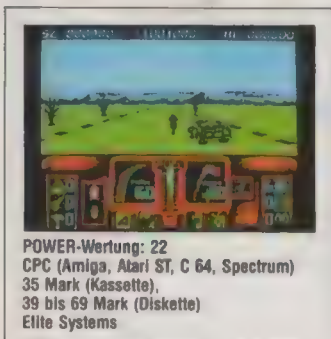 POWER-Wertung: 22
CPC (Amiga, Atari ST, C 64, Spectrum)
35 Mark (Kassette),
39 bis 69 Mark (Diskette)
Elite Systems